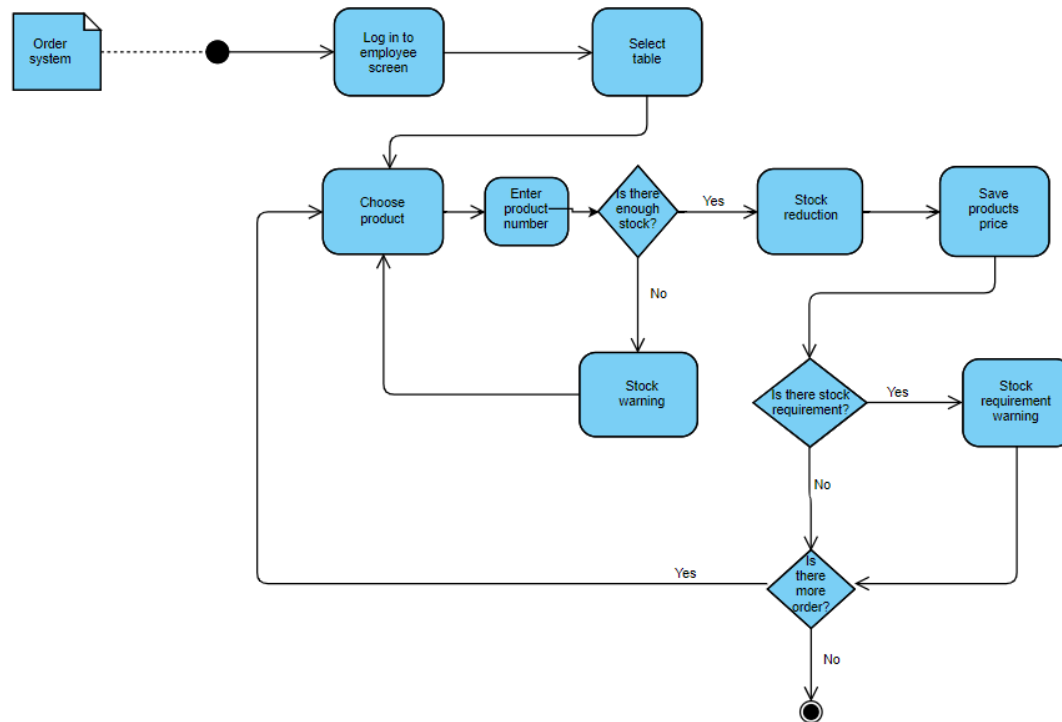 Order
system
Log in to
employee
screen
Select
table
Choose
product
Enter
product
number
Is there
enough
stock?
Yes
Stock
reduction
Save
products
price
No
Stock
warning
Is there stock
requirement?
Yes
Stock
requirement
warning
No
Is
there
more
order?
Yes
No